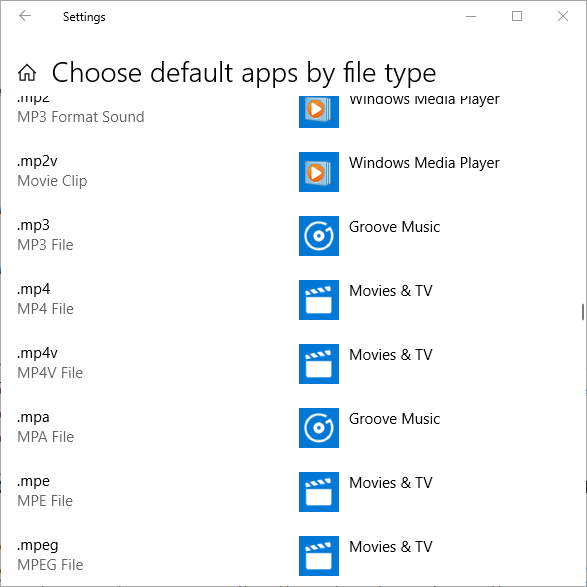 Settings
Choose default apps by file type
.mp2
Windows Media Player
MP3 Format Sound
.mp2v
Windows Media Player
Movie Clip
.mp3
Groove Music
MP3 File
.mp4
Movies & TV
MP4 File
.mp4v
Movies & TV
MP4V File
.mpa
Groove Music
MPA File
.mpe
Movies & TV
MPE File
.mpeg
Movies & TV
MPEG File